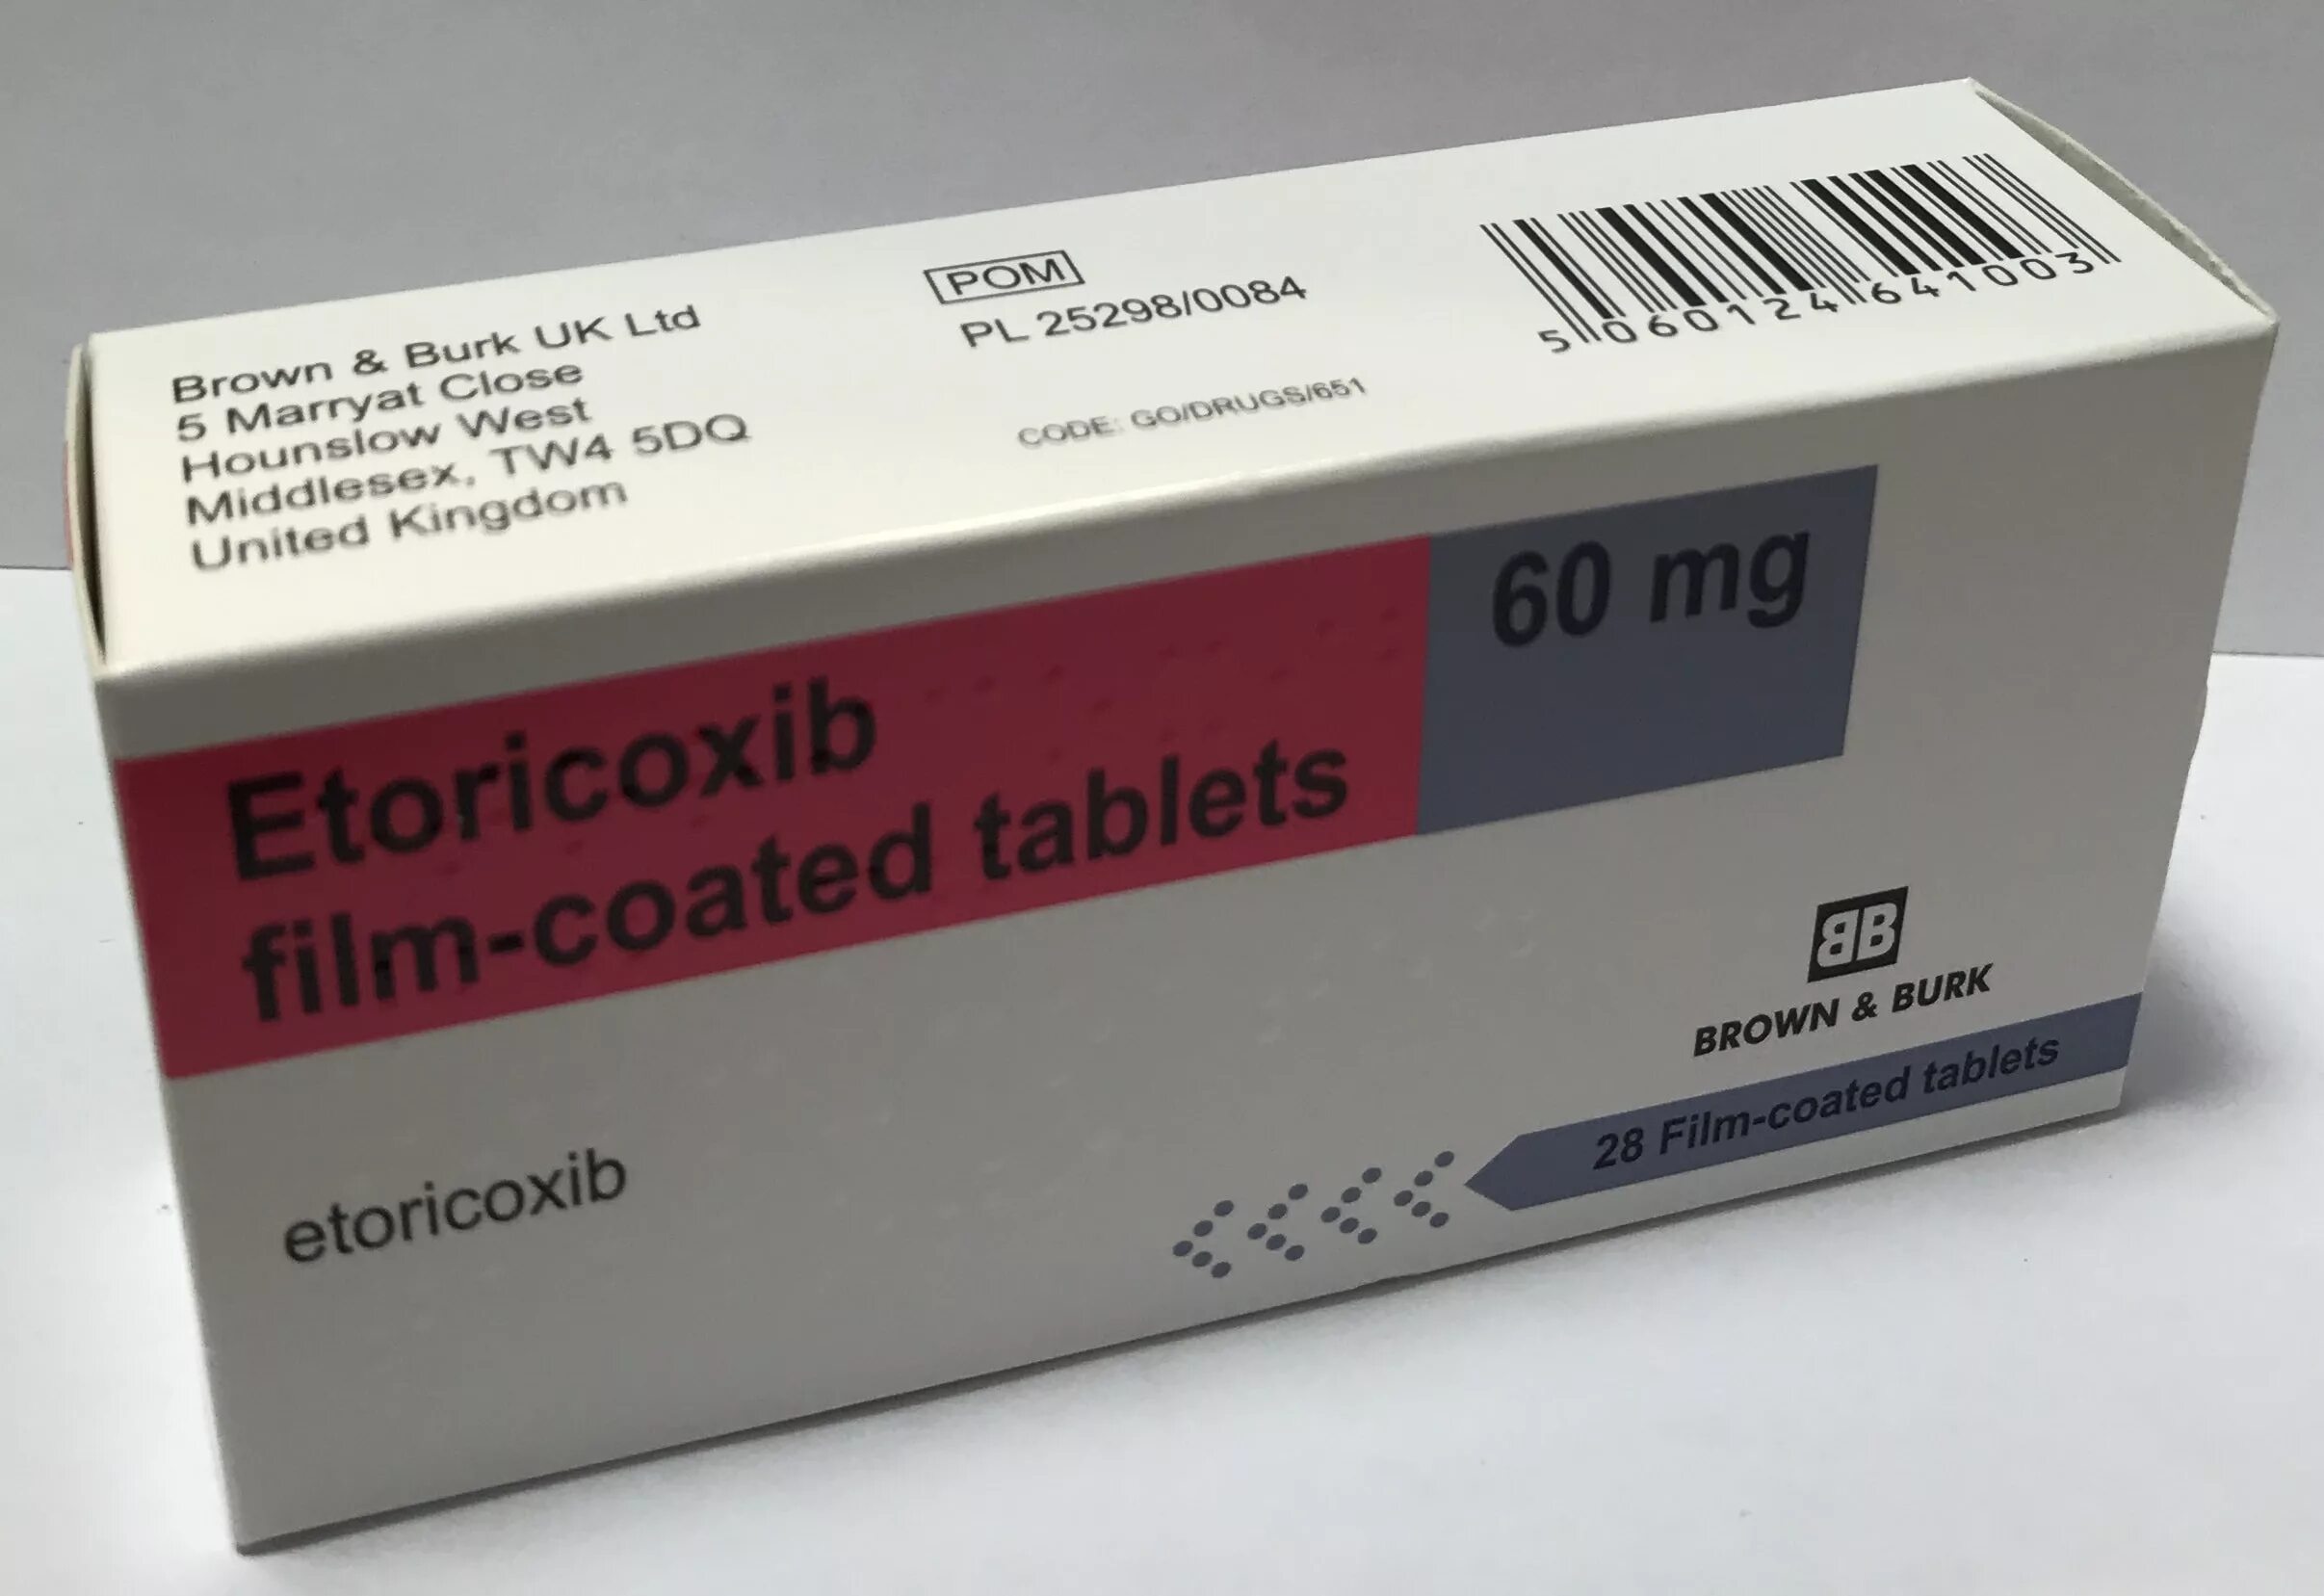 Brown & Burk UK Ltd
5 Marryat Close
Hounslow West
Middlesex, TW4 5DQ
United Kingdom
POM
PL 25298/0084
CODE: GO/DRUGS/651
5 060124 641003
Etoricoxib
film-coated tablets
60 mg
etoricoxib
BB
BROWN & BURK
28 Film-coated tablets